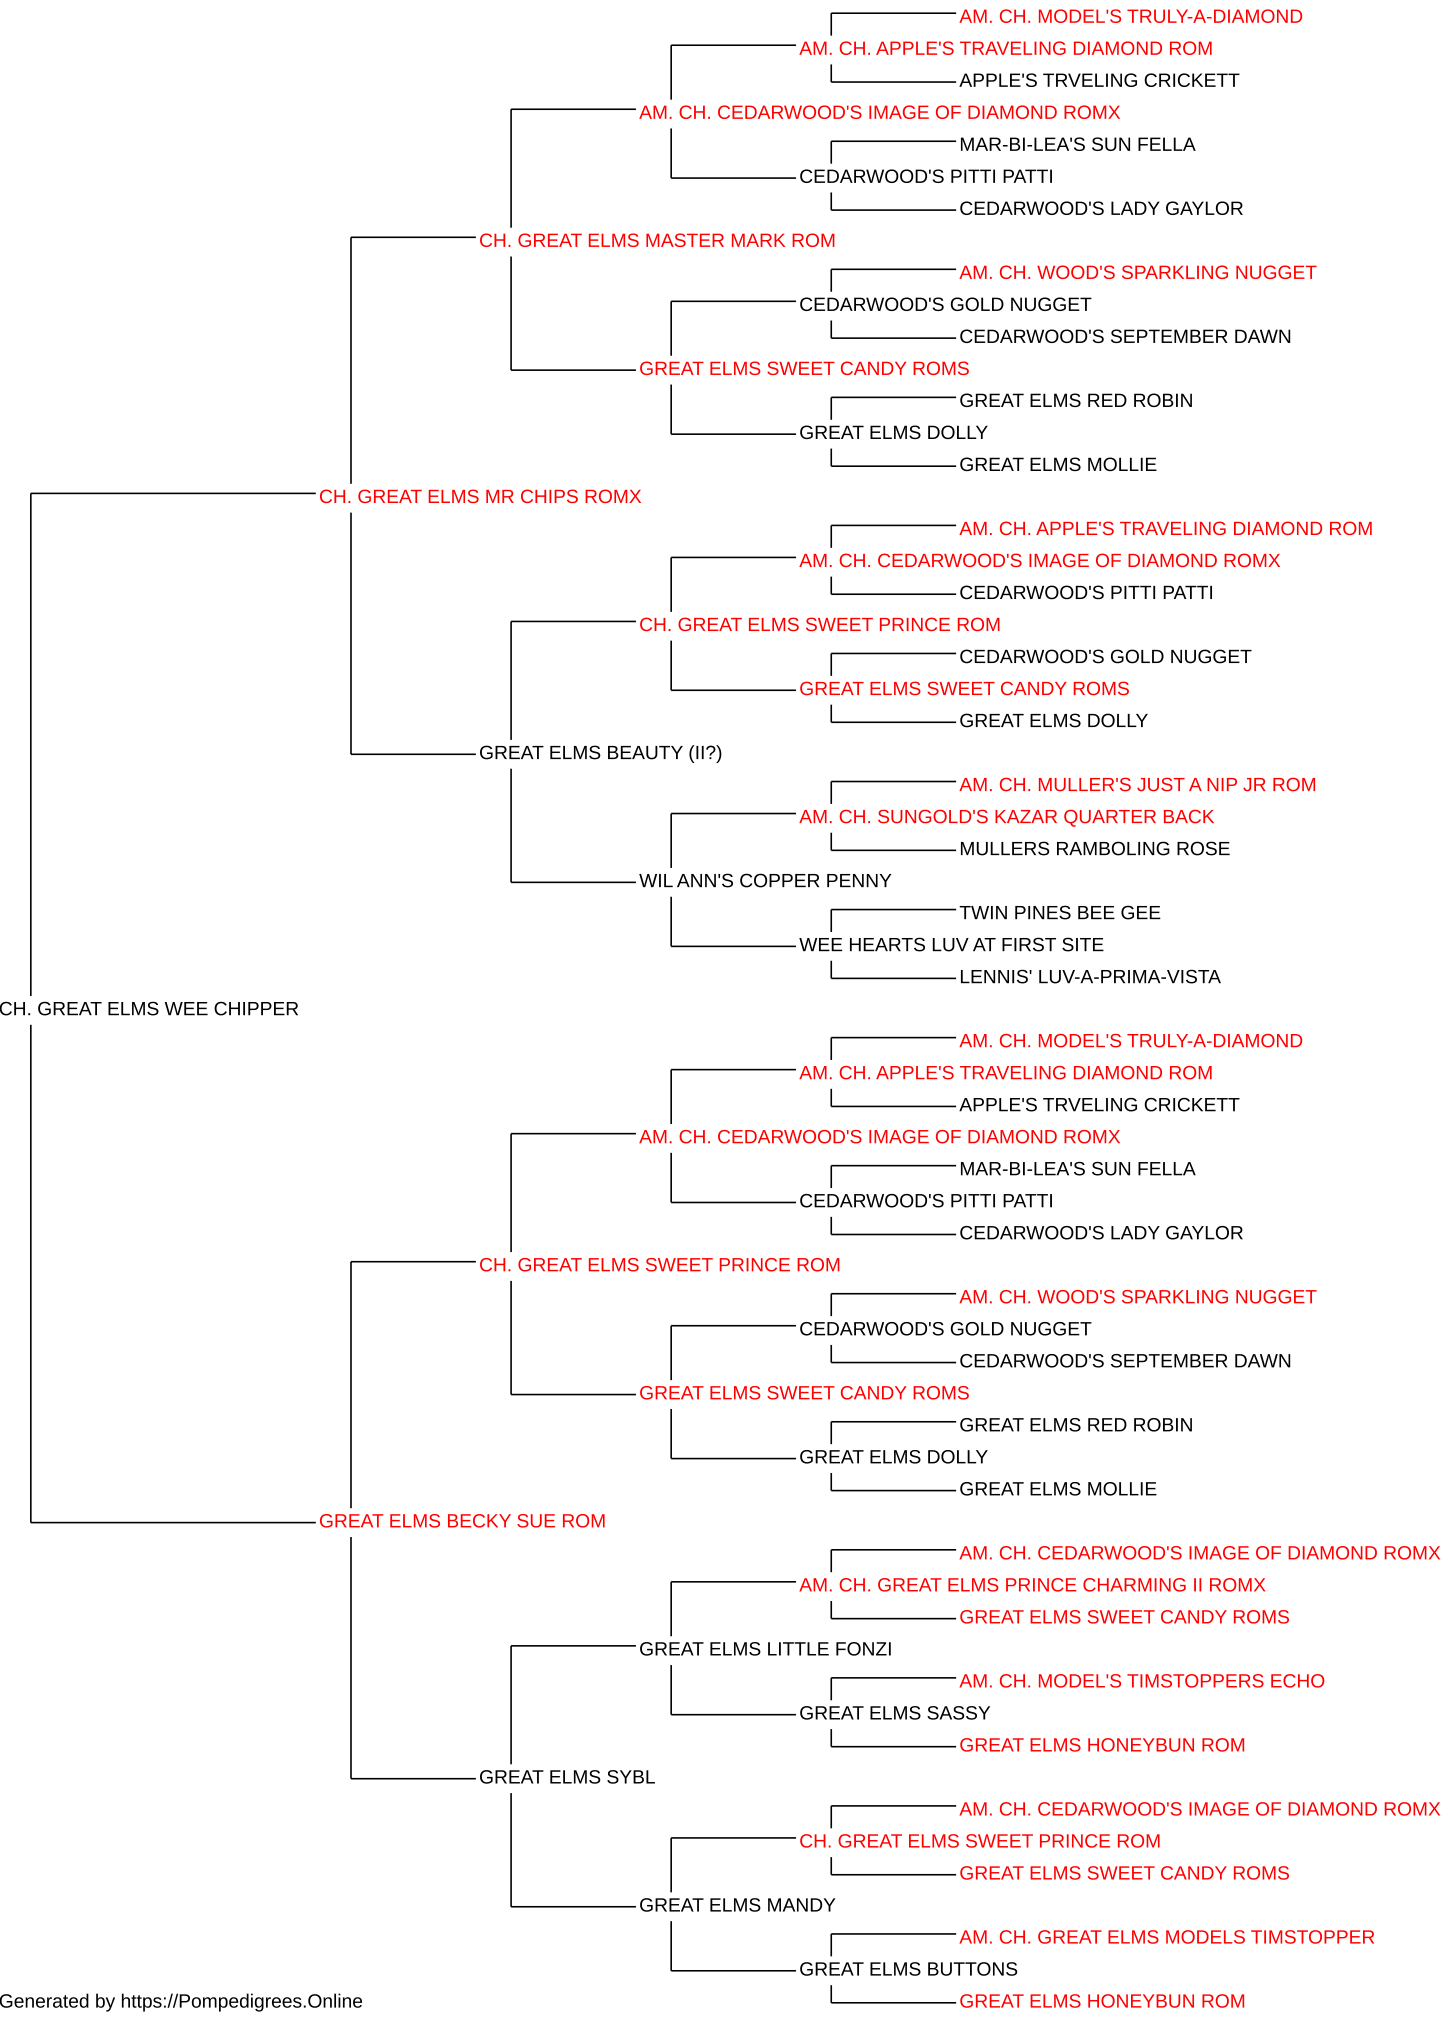 AM. CH. MODEL'S TRULY-A-DIAMOND
AM. CH. APPLE'S TRAVELING DIAMOND ROM
APPLE'S TRVELING CRICKETT
AM. CH. CEDARWOOD'S IMAGE OF DIAMOND ROMX
MAR-BI-LEA'S SUN FELLA
CEDARWOOD'S PITTI PATTI
CEDARWOOD'S LADY GAYLOR
CH. GREAT ELMS MASTER MARK ROM
AM. CH. WOOD'S SPARKLING NUGGET
CEDARWOOD'S GOLD NUGGET
CEDARWOOD'S SEPTEMBER DAWN
GREAT ELMS SWEET CANDY ROMS
GREAT ELMS RED ROBIN
GREAT ELMS DOLLY
GREAT ELMS MOLLIE
CH. GREAT ELMS MR CHIPS ROMX
AM. CH. APPLE'S TRAVELING DIAMOND ROM
AM. CH. CEDARWOOD'S IMAGE OF DIAMOND ROMX
CEDARWOOD'S PITTI PATTI
CH. GREAT ELMS SWEET PRINCE ROM
CEDARWOOD'S GOLD NUGGET
GREAT ELMS SWEET CANDY ROMS
GREAT ELMS DOLLY
GREAT ELMS BEAUTY (II?)
AM. CH. MULLER'S JUST A NIP JR ROM
AM. CH. SUNGOLD'S KAZAR QUARTER BACK
MULLERS RAMBOLING ROSE
WIL ANN'S COPPER PENNY
TWIN PINES BEE GEE
WEE HEARTS LUV AT FIRST SITE
LENNIS' LUV-A-PRIMA-VISTA
CH. GREAT ELMS WEE CHIPPER
AM. CH. MODEL'S TRULY-A-DIAMOND
AM. CH. APPLE'S TRAVELING DIAMOND ROM
APPLE'S TRVELING CRICKETT
AM. CH. CEDARWOOD'S IMAGE OF DIAMOND ROMX
MAR-BI-LEA'S SUN FELLA
CEDARWOOD'S PITTI PATTI
CEDARWOOD'S LADY GAYLOR
CH. GREAT ELMS SWEET PRINCE ROM
AM. CH. WOOD'S SPARKLING NUGGET
CEDARWOOD'S GOLD NUGGET
CEDARWOOD'S SEPTEMBER DAWN
GREAT ELMS SWEET CANDY ROMS
GREAT ELMS RED ROBIN
GREAT ELMS DOLLY
GREAT ELMS MOLLIE
GREAT ELMS BECKY SUE ROM
AM. CH. CEDARWOOD'S IMAGE OF DIAMOND ROMX
AM. CH. GREAT ELMS PRINCE CHARMING II ROMX
GREAT ELMS SWEET CANDY ROMS
GREAT ELMS LITTLE FONZI
AM. CH. MODEL'S TIMSTOPPERS ECHO
GREAT ELMS SASSY
GREAT ELMS HONEYBUN ROM
GREAT ELMS SYBL
AM. CH. CEDARWOOD'S IMAGE OF DIAMOND ROMX
CH. GREAT ELMS SWEET PRINCE ROM
GREAT ELMS SWEET CANDY ROMS
GREAT ELMS MANDY
AM. CH. GREAT ELMS MODELS TIMSTOPPER
GREAT ELMS BUTTONS
GREAT ELMS HONEYBUN ROM
Generated by https://Pompedigrees.Online